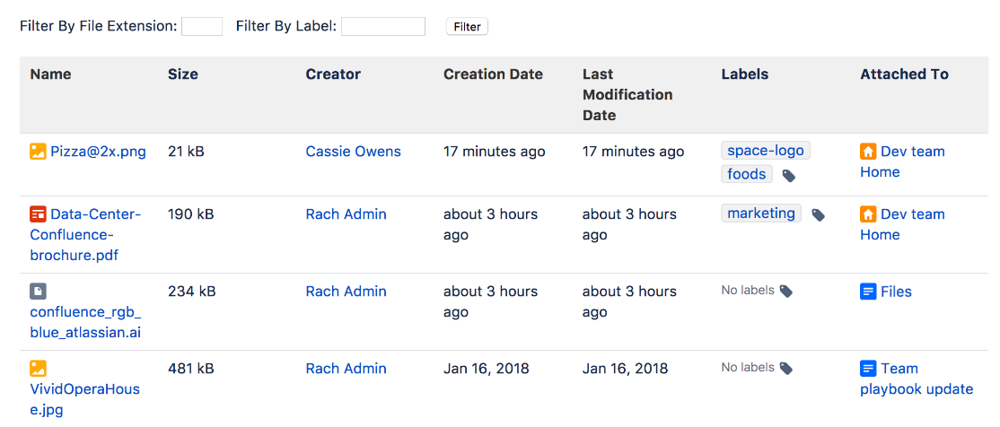 Filter By File Extension: Filter By Label: Filter
Name Size Creator Creation Date Last Modification Date Labels Attached To
Pizza@2x.png 21 kB Cassie Owens 17 minutes ago 17 minutes ago space-logo Dev team
foods Home
Data-Center- 190 kB Rach Admin about 3 hours about 3 hours marketing Dev team
Confluence- ago ago Home
brochure.pdf
234 kB Rach Admin about 3 hours about 3 hours No labels Files
confluence_rgb_ ago ago
blue_atlassian.ai
481 kB Rach Admin Jan 16, 2018 Jan 16, 2018 No labels Team
VividOperaHous playbook update
e.jpg